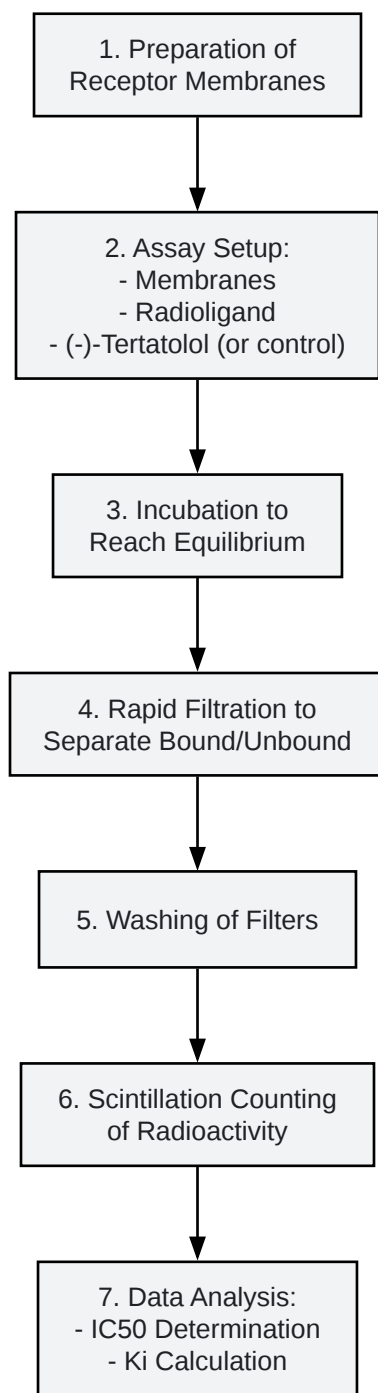 1. Preparation of
Receptor Membranes
2. Assay Setup:
- Membranes
- Radioligand
- (-)-Tertatolol (or control)
3. Incubation to
Reach Equilibrium
4. Rapid Filtration to
Separate Bound/Unbound
5. Washing of Filters
6. Scintillation Counting
of Radioactivity
7. Data Analysis:
- IC50 Determination
- Ki Calculation